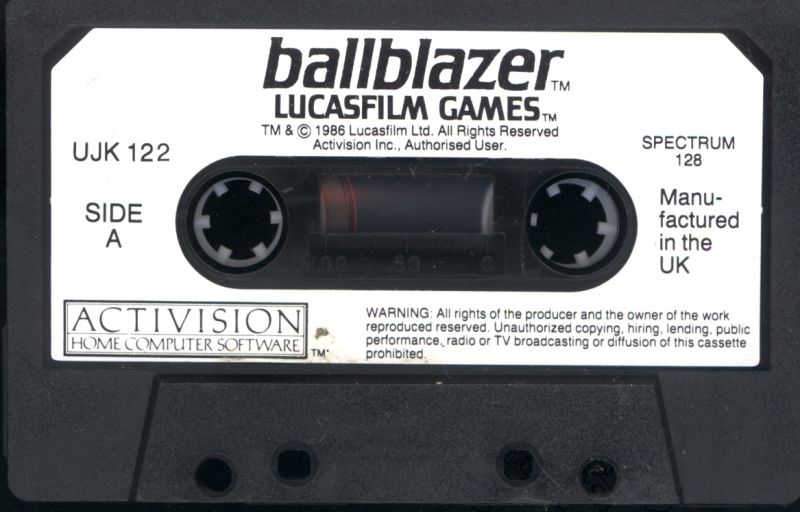 ballblazer™
LUCASFILM GAMES™
TM & © 1986 Lucasfilm Ltd. All Rights Reserved
Activision Inc., Authorised User.
UJK 122
SPECTRUM
128
SIDE
A
Manu-
factured
in the
UK
100 50 0
ACTIVISION
HOME COMPUTER SOFTWARE
TM
WARNING: All rights of the producer and the owner of the work
reproduced reserved. Unauthorized copying, hiring, lending, public
performance, radio or TV broadcasting or diffusion of this cassette
prohibited.